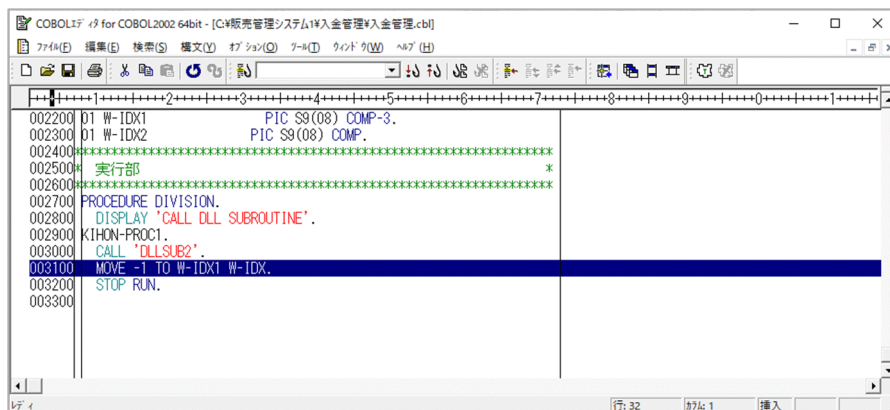 COBOLエディタ for COBOL2002 64bit - [C:¥販売管理システム1¥入金管理¥入金管理.cbl]
ファイル(F) 編集(E) 検索(S) 構文(Y) オプション(O) ツール(T) ウィンドウ(W) ヘルプ(H)
002200 01 W-IDX1 PIC S9(08) COMP-3.
002300 01 W-IDX2 PIC S9(08) COMP.
002400*****************************************************************
002500* 実行部 *
002600*****************************************************************
002700 PROCEDURE DIVISION.
002800 DISPLAY 'CALL DLL SUBROUTINE'.
002900 KIHON-PROC1.
003000 CALL 'DLLSUB2'.
003100 MOVE -1 TO W-IDX1 W-IDX.
003200 STOP RUN.
003300
レディ 行: 32 カラム: 1 挿入